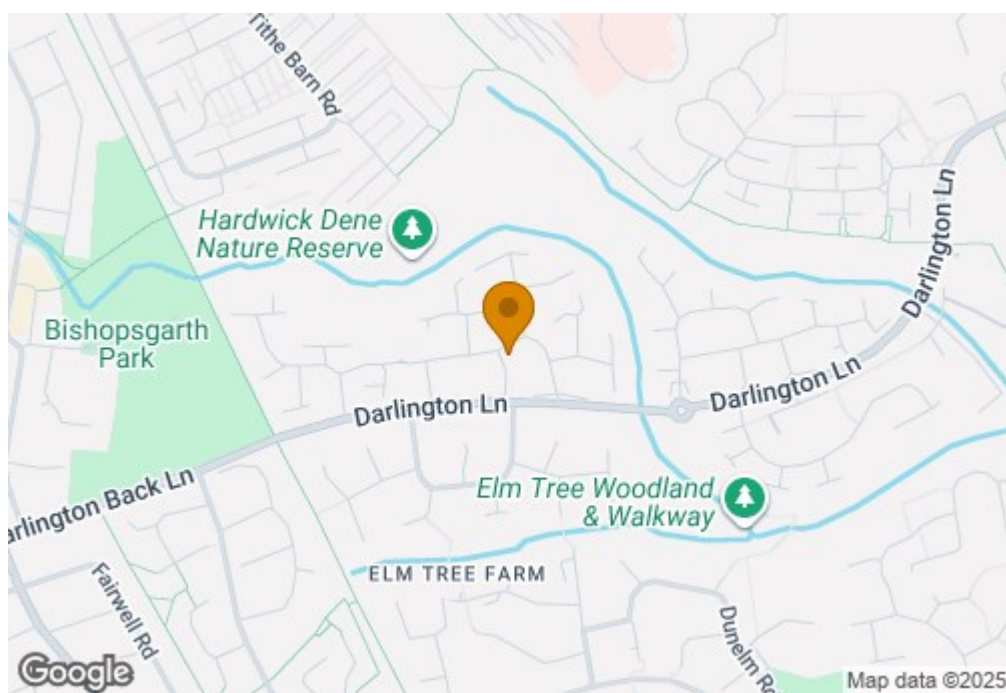 Tithe Barn Rd
Hardwick Dene
Nature Reserve
Darlington Ln
Bishopsgarth
Park
Darlington Ln
Darlington Ln
arlington Back Ln
Elm Tree Woodland
& Walkway
ELM TREE FARM
Fairwell Rd
Dunelm Rd
Google
Map data ©2025